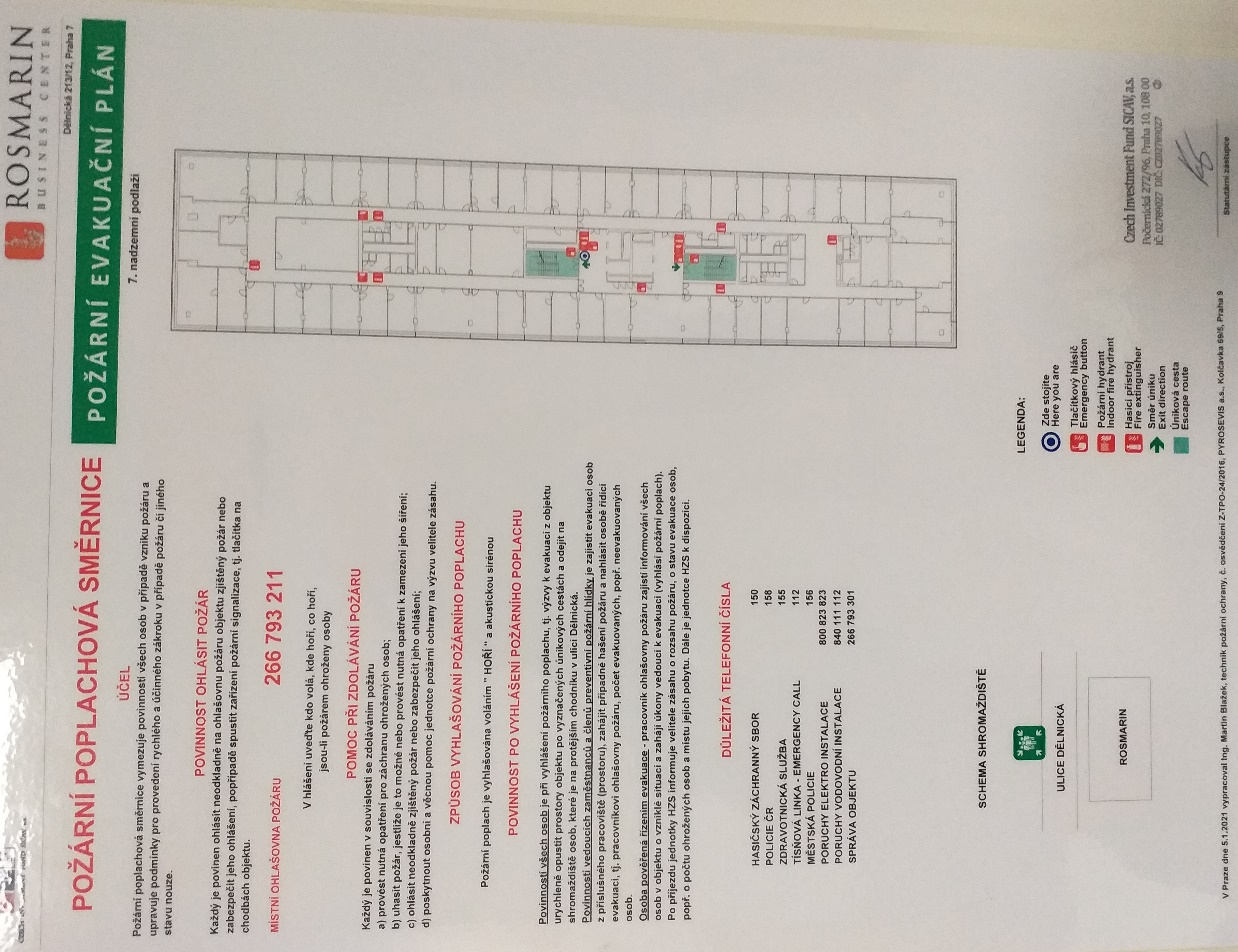 ROSMARIN
BUSINESS CENTER
Dělnická 213/12, Praha 7
POŽÁRNÍ POPLACHOVÁ SMĚRNICE
POŽÁRNÍ EVAKUAČNÍ PLÁN
ÚČEL
Požární poplachová směrnice vymezuje povinnosti všech osob v případě vzniku požáru a
upravuje podmínky pro provedení rychlého a účinného zákroku v případě požáru či jiného
stavu nouze.
POVINNOST OHLÁSIT POŽÁR
Každý je povinen ohlásit neodkladně na ohlašovnu požáru objektu zjištěný požár nebo
zabezpečit jeho ohlášení, popřípadě spustit zařízení požární signalizace, tj. tlačítka na
chodbách objektu.
MÍSTNÍ OHLAŠOVNA POŽÁRU 266 793 211
V hlášení uveďte kdo volá, kde hoří, co hoří,
jsou-li požárem ohroženy osoby
POMOC PŘI ZDOLÁVÁNÍ POŽÁRU
Každý je povinen v souvislosti se zdoláváním požáru
a) provést nutná opatření pro záchranu ohrožených osob;
b) uhasit požár, jestliže je to možné nebo provést nutná opatření k zamezení jeho šíření;
c) ohlásit neodkladně zjištěný požár nebo zabezpečit jeho ohlášení;
d) poskytnout osobní a věcnou pomoc jednotce požární ochrany na výzvu velitele zásahu.
ZPŮSOB VYHLAŠOVÁNÍ POŽÁRNÍHO POPLACHU
Požární poplach je vyhlašována voláním " HOŘÍ " a akustickou sirénou
POVINNOST PO VYHLÁŠENÍ POŽÁRNÍHO POPLACHU
Povinností všech osob je při vyhlášení požárního poplachu, tj. výzvy k evakuaci z objektu
urychleně opustit prostory objektu po vyznačených únikových cestách a odejít na
shromaždiště osob, které je na protějším chodníku v ulici Dělnická.
Povinností vedoucích zaměstnanců a členů preventivní požární hlídky je zajistit evakuaci osob
z příslušného pracoviště (prostoru), zahájit případné hašení požáru a nahlásit osobě řídící
evakuaci, tj. pracovníkovi ohlašovny požáru, počet evakuovaných, popř. neevakuovaných
osob.
Osoba pověřená řízením evakuace - pracovník ohlašovny požáru zajistí informování všech
osob v objektu o vzniklé situaci a zahájí úkony vedoucí k evakuaci (vyhlásí požární poplach).
Po příjezdu jednotky HZS informuje velitele zásahu o rozsahu požáru, o stavu evakuace osob,
popř. o počtu ohrožených osob a místu jejich pobytu. Dále je jednotce HZS k dispozici.
DŮLEŽITÁ TELEFONNÍ ČÍSLA
HASIČSKÝ ZÁCHRANNÝ SBOR 150
POLICIE ČR 158
ZDRAVOTNICKÁ SLUŽBA 155
TÍSŇOVÁ LINKA - EMERGENCY CALL 112
MĚSTSKÁ POLICIE 156
PORUCHY ELEKTRO INSTALACE 800 823 823
PORUCHY VODOVODNÍ INSTALACE 840 111 112
SPRÁVA OBJEKTU 266 793 301
SCHEMA SHROMAŽDIŠTĚ
ULICE DĚLNICKÁ
ROSMARIN
7. nadzemní podlaží
LEGENDA:
Zde stojíte
Here you are
Tlačítkový hlásič
Emergency button
Požární hydrant
Indoor fire hydrant
Hasicí přístroj
Fire extinguisher
Směr úniku
Exit direction
Úniková cesta
Escape route
Czech Investment Fund SICAV, a.s.
Počernická 272/96, Praha 10, 108 00
IČ: 02789027 DIČ: CZ02789027
Statutární zástupce
V Praze dne 5.1.2021 vypracoval Ing. Martin Blažek, technik požární ochrany, č. osvědčení Z-TPO-24/2016, PYROSEVIS a.s., Kolčavka 69/5, Praha 9